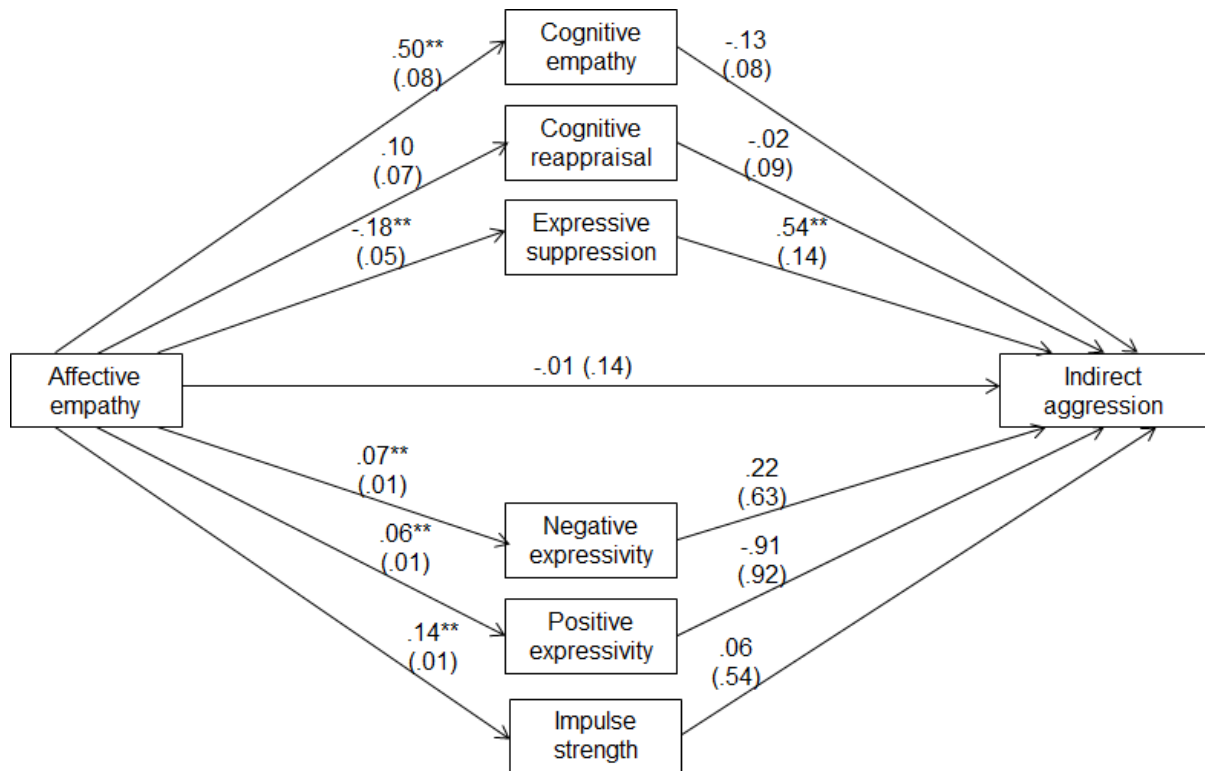 Cognitive
empathy
.50**
(.08)
-.13
(.08)
Cognitive
reappraisal
.10
(.07)
-.02
(.09)
Expressive
suppression
-.18**
(.05)
.54**
(.14)
Affective
empathy
-.01 (.14)
Indirect
aggression
.07**
(.01)
Negative
expressivity
.22
(.63)
.06**
(.01)
Positive
expressivity
-.91
(.92)
.14**
(.01)
Impulse
strength
.06
(.54)